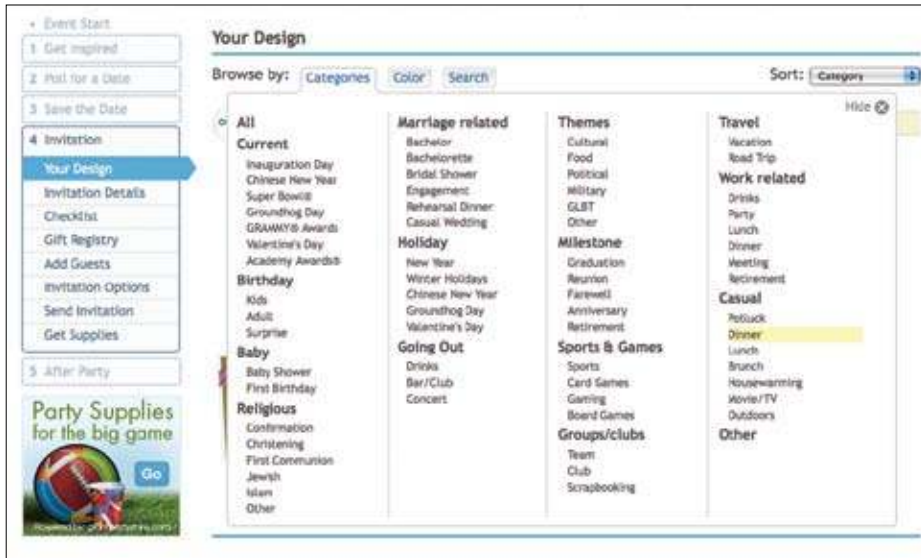 Event Start
1 Get Inspired
2 Poll for a Date
3 Save the Date
4 Invitation
Your Design
Invitation Details
Checklist
Gift Registry
Add Guests
Invitation Options
Send Invitation
Get Supplies
5 After Party
Party Supplies
for the big game
Go
Your Design
Browse by: Categories Color Search
Sort: Category
Hide
All
Current
Inauguration Day
Chinese New Year
Super Bowl®
Groundhog Day
GRAMMY® Awards
Valentine's Day
Academy Awards®
Birthday
Kids
Adult
Surprise
Baby
Baby Shower
First Birthday
Religious
Confirmation
Christening
First Communion
Jewish
Islam
Other
Marriage related
Bachelor
Bachelorette
Bridal Shower
Engagement
Rehearsal Dinner
Casual Wedding
Holiday
New Year
Winter Holidays
Chinese New Year
Groundhog Day
Valentine's Day
Going Out
Drinks
Bar/Club
Concert
Themes
Cultural
Food
Political
Military
GLBT
Other
Milestone
Graduation
Reunion
Farewell
Anniversary
Retirement
Sports & Games
Sports
Card Games
Gaming
Board Games
Groups/clubs
Team
Club
Scrapbooking
Travel
Vacation
Road Trip
Work related
Drinks
Party
Lunch
Dinner
Meeting
Retirement
Casual
Potluck
Dinner
Lunch
Brunch
Housewarming
Movie/TV
Outdoors
Other